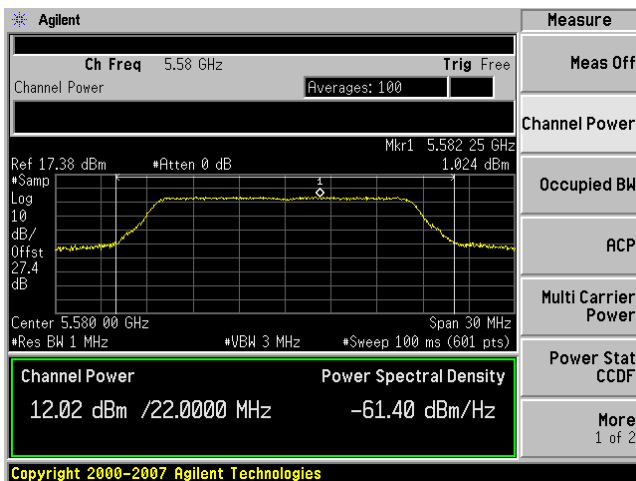 Agilent
Measure
Ch Freq 5.58 GHz Trig Free
Channel Power Averages: 100
Mkr1 5.582 25 GHz
Ref 17.38 dBm #Atten 0 dB 1.024 dBm
#Samp
Log
10
dB/
Offst
27.4
dB
1
Center 5.580 00 GHz Span 30 MHz
#Res BW 1 MHz #VBW 3 MHz #Sweep 100 ms (601 pts)
Channel Power Power Spectral Density
12.02 dBm /22.0000 MHz -61.40 dBm/Hz
Copyright 2000-2007 Agilent Technologies
Meas Off
Channel Power
Occupied BW
ACP
Multi Carrier
Power
Power Stat
CCDF
More
1 of 2